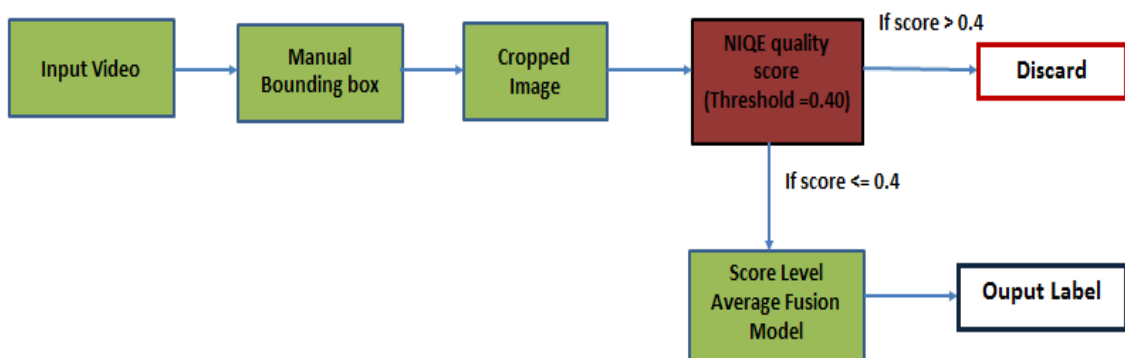 Input Video
Manual
Bounding box
Cropped
Image
NIQE quality
score
(Threshold =0.40)
If score > 0.4
Discard
If score <= 0.4
Score Level
Average Fusion
Model
Ouput Label